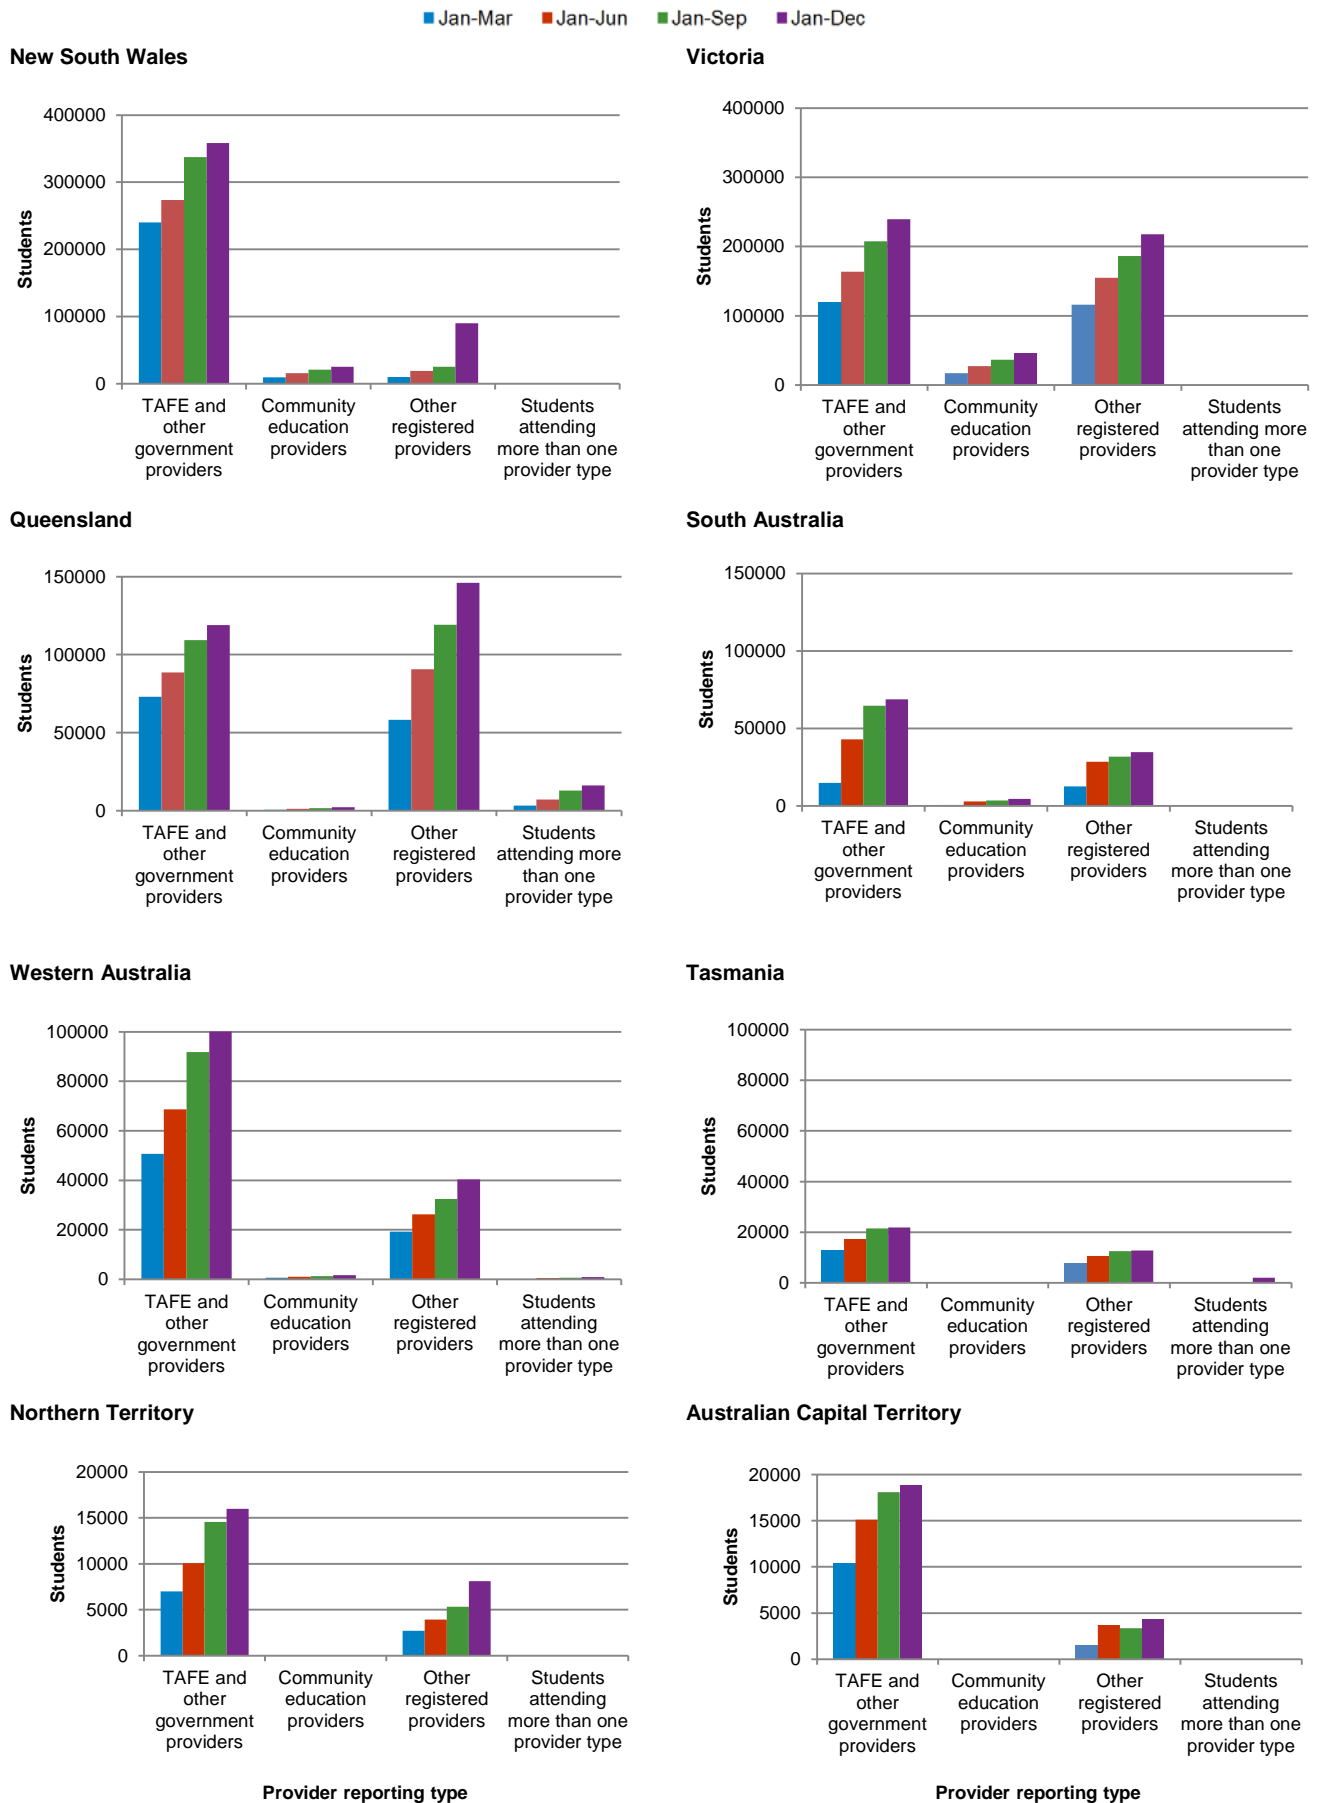 Jan-Mar Jan-Jun Jan-Sep Jan-Dec
New South Wales
400000
300000
200000
100000
0
Students
TAFE and
other
government
providers
Community
education
providers
Other
registered
providers
Students
attending
more than one
provider type
Victoria
400000
300000
200000
100000
0
Students
TAFE and
other
government
providers
Community
education
providers
Other
registered
providers
Students
attending more
than one
provider type
Queensland
150000
100000
50000
0
Students
TAFE and
other
government
providers
Community
education
providers
Other
registered
providers
Students
attending more
than one
provider type
South Australia
150000
100000
50000
0
Students
TAFE and
other
government
providers
Community
education
providers
Other
registered
providers
Students
attending
more than one
provider type
Western Australia
100000
80000
60000
40000
20000
0
Students
TAFE and
other
government
providers
Community
education
providers
Other
registered
providers
Students
attending
more than one
provider type
Tasmania
100000
80000
60000
40000
20000
0
Students
TAFE and
other
government
providers
Community
education
providers
Other
registered
providers
Students
attending
more than one
provider type
Northern Territory
20000
15000
10000
5000
0
Students
TAFE and
other
government
providers
Community
education
providers
Other
registered
providers
Students
attending
more than one
provider type
Provider reporting type
Australian Capital Territory
20000
15000
10000
5000
0
Students
TAFE and
other
government
providers
Community
education
providers
Other
registered
providers
Students
attending
more than one
provider type
Provider reporting type